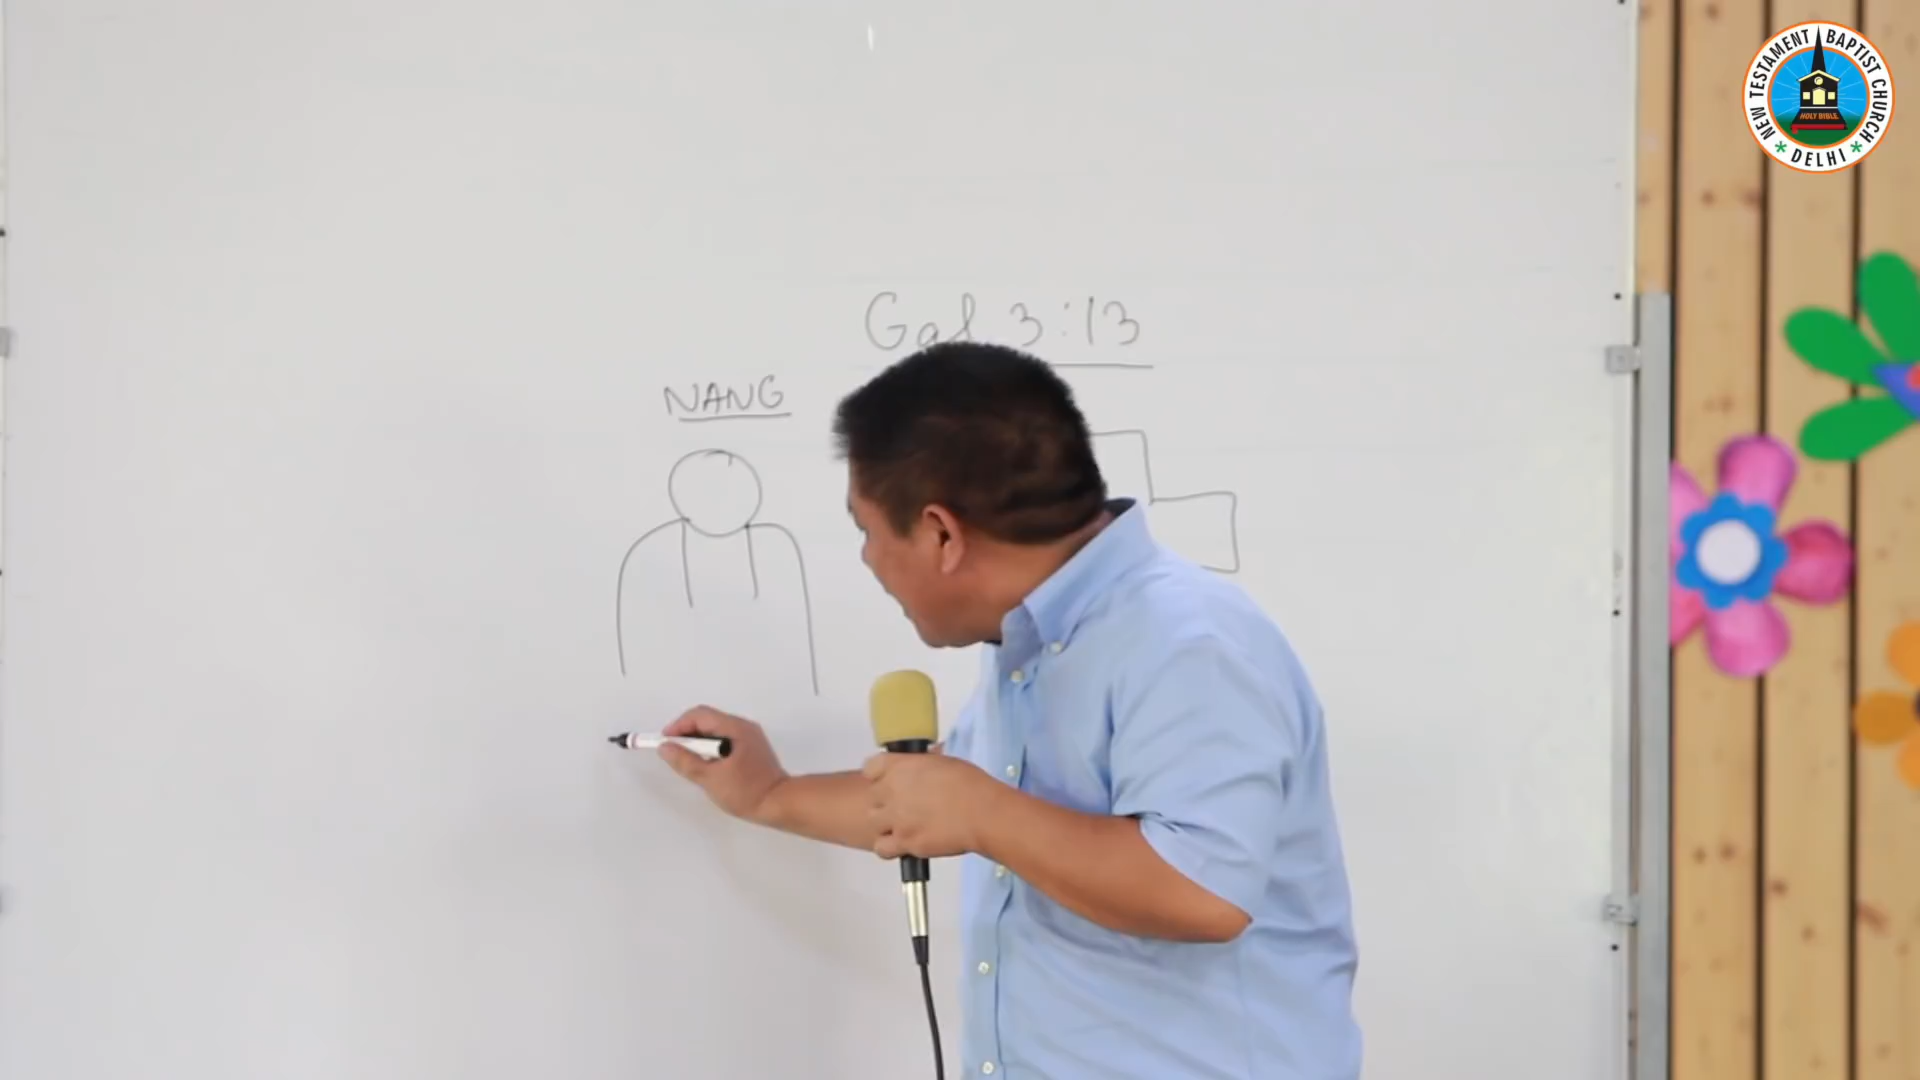 NEW TESTAMENT BAPTIST CHURCH
HOLY BIBLE
* DELHI *
Gal 3:13
NANG